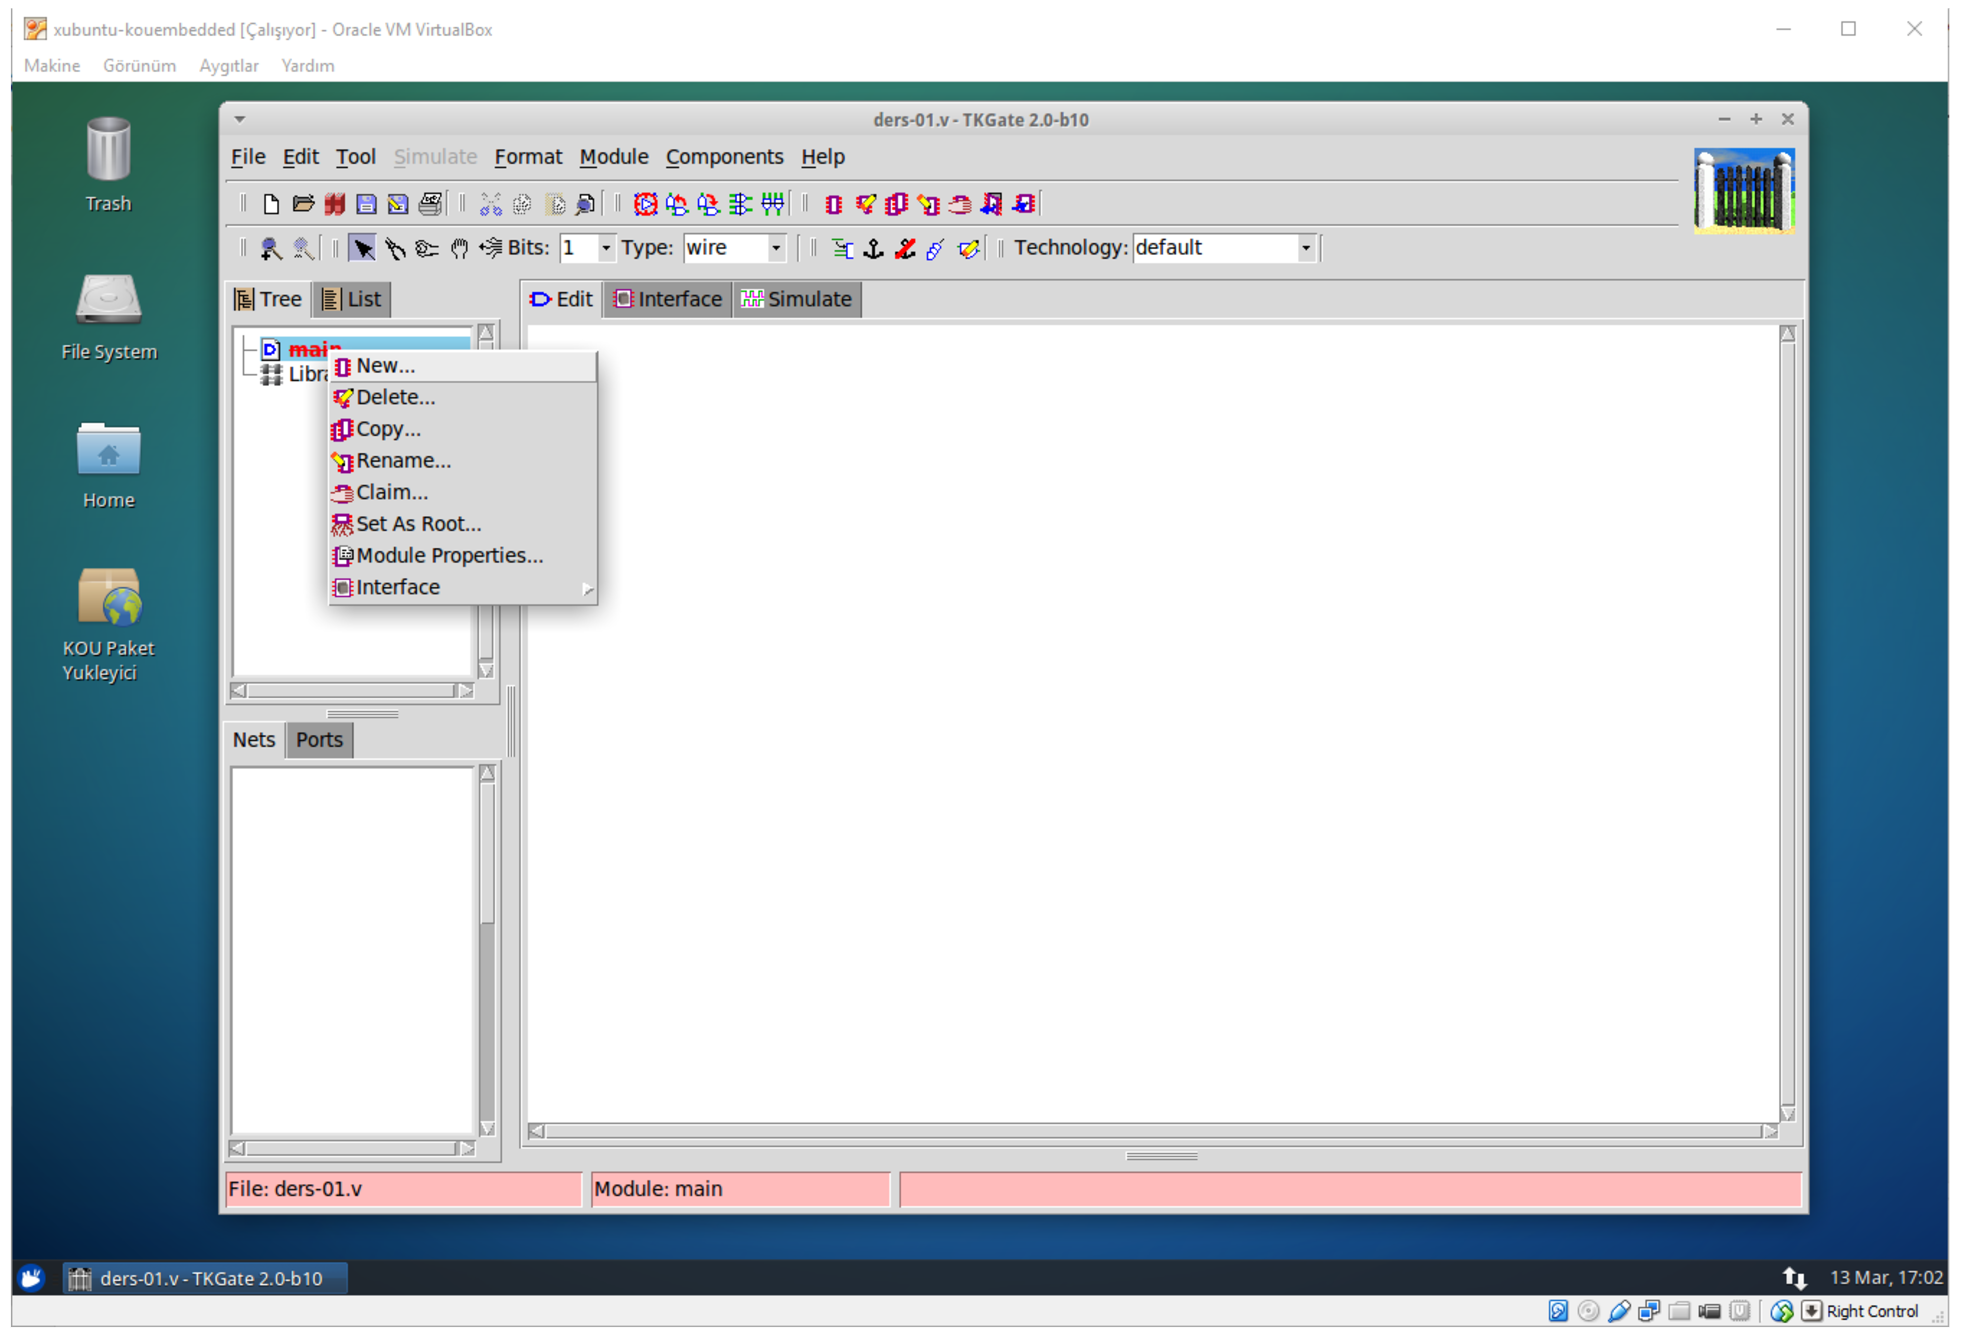 xubuntu-kouembedded [Çalışıyor] - Oracle VM VirtualBox
Makine Görünüm Aygıtlar Yardım
ders-01.v - TKGate 2.0-b10
File Edit Tool Simulate Format Module Components Help
Bits: 1 Type: wire Technology: default
Tree List Edit Interface Simulate
main
New...
Delete...
Copy...
Rename...
Claim...
Set As Root...
Module Properties...
Interface
Trash
File System
Home
KOU Paket
Yukleyici
Nets Ports
File: ders-01.v Module: main
ders-01.v - TKGate 2.0-b10 13 Mar, 17:02
Right Control